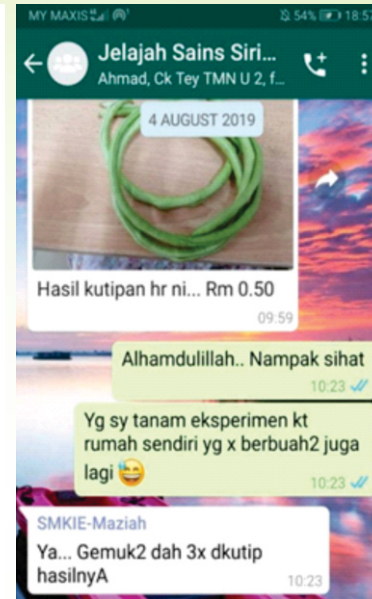 MY MAXIS
54% 18:57
Jelajah Sains Siri...
Ahmad, Ck Tey TMN U 2, f...
4 AUGUST 2019
Hasil kutipan hr ni... Rm 0.50
09:59
Alhamdulillah.. Nampak sihat
10:23
Yg sy tanam eksperimen kt
rumah sendiri yg x berbuah2 juga
lagi 😅
10:23
SMKIE-Maziah
Ya... Gemuk2 dah 3x dkutip
hasilnyA
10:23